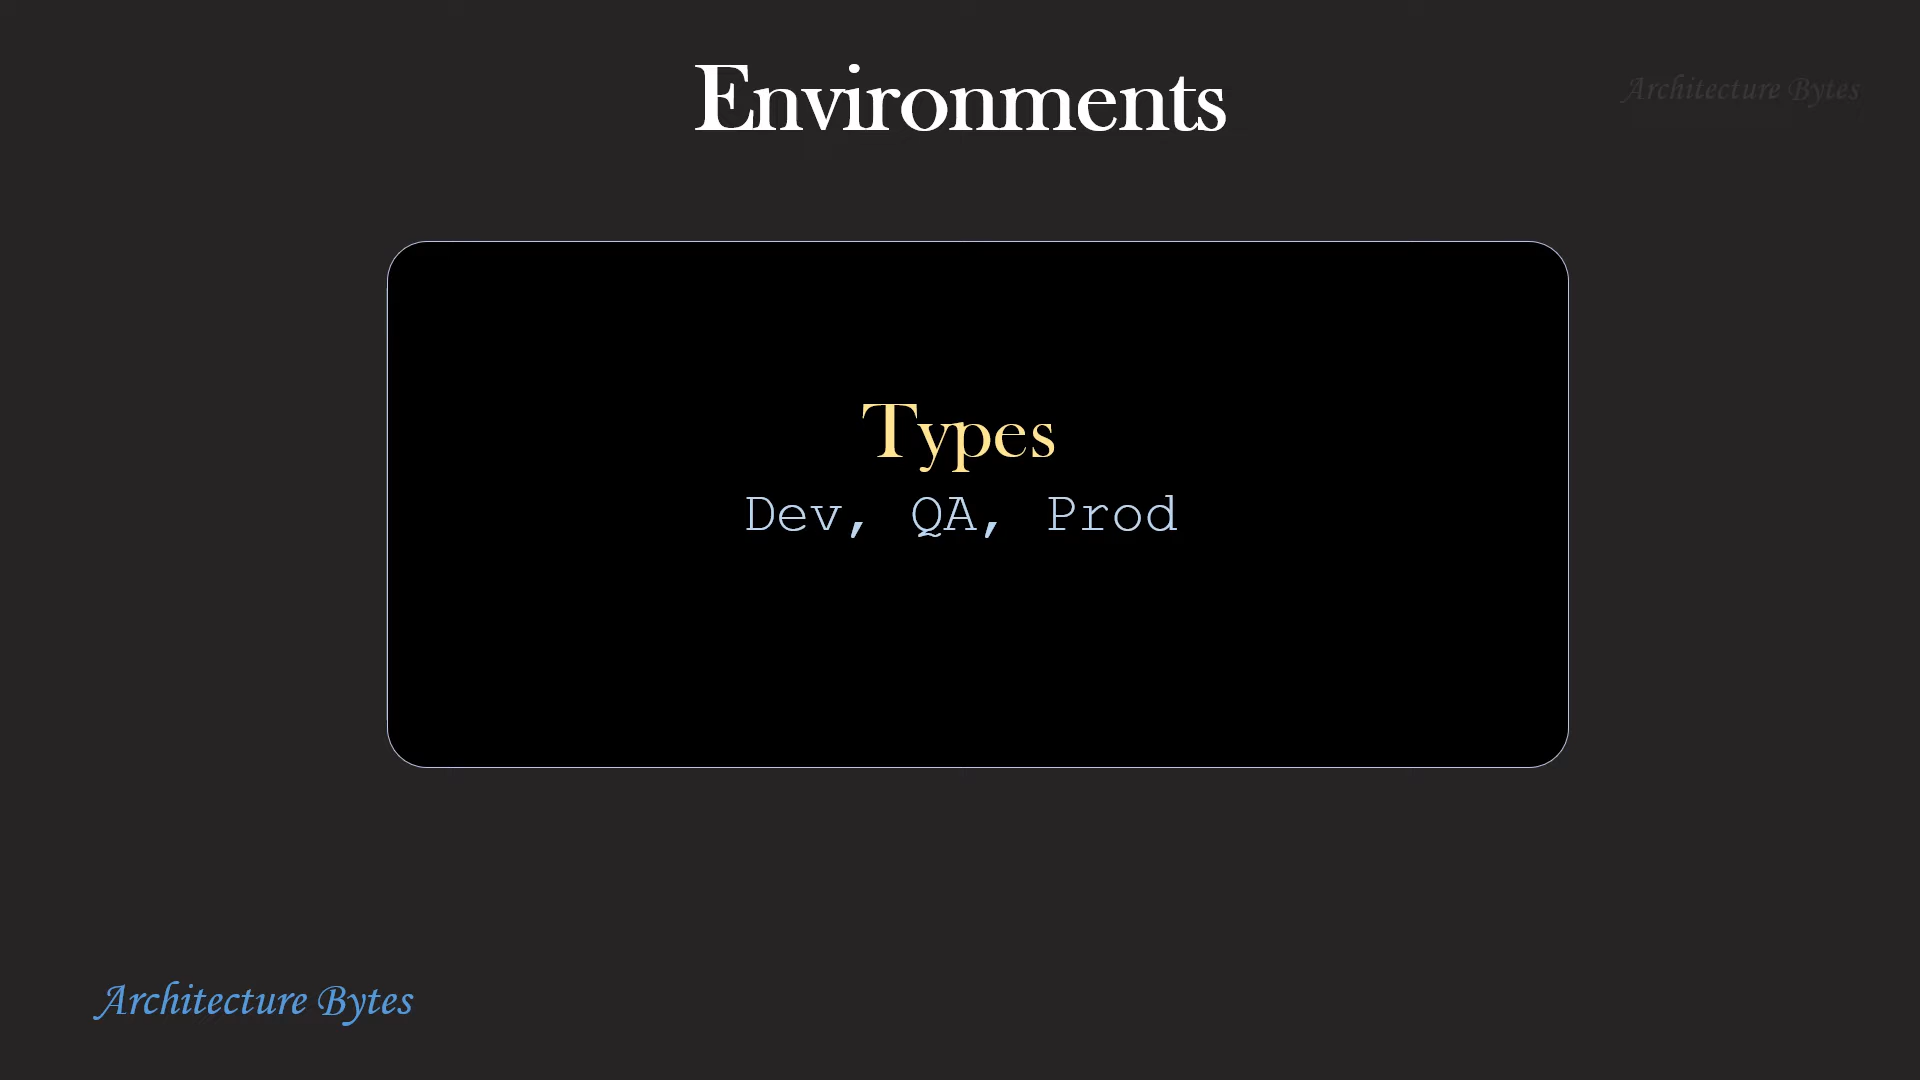 Environments
Architecture Bytes
Types
Dev, QA, Prod
Architecture Bytes